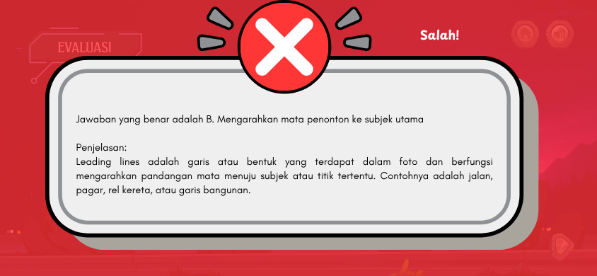 EVALUASI
Salah!
Jawaban yang benar adalah B. Mengarahkan mata penonton ke subjek utama
Penjelasan:
Leading lines adalah garis atau bentuk yang terdapat dalam foto dan berfungsi
mengarahkan pandangan mata menuju subjek atau titik tertentu. Contohnya adalah jalan,
pagar, rel kereta, atau garis bangunan.